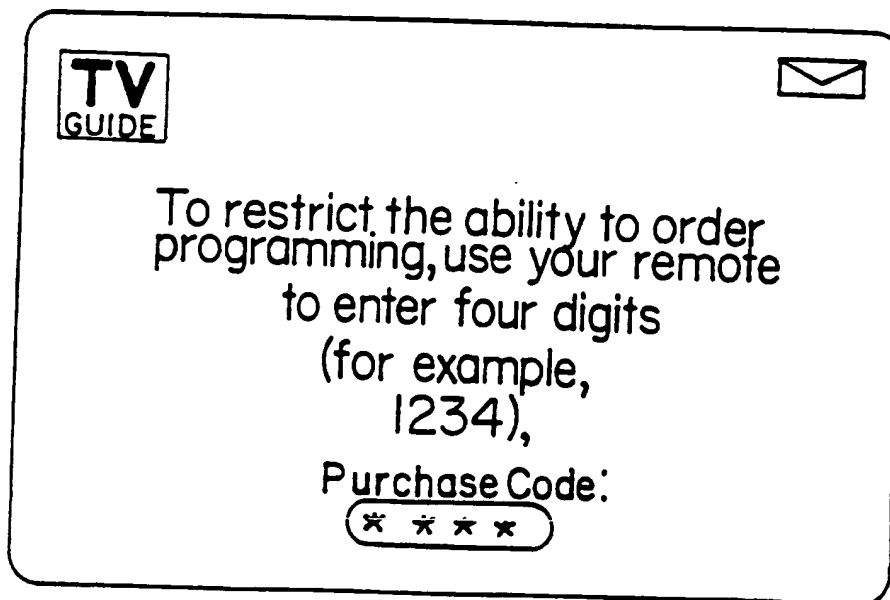 TV
GUIDE
To restrict the ability to order
programming, use your remote
to enter four digits
(for example,
1234),
Purchase Code:
* * * *